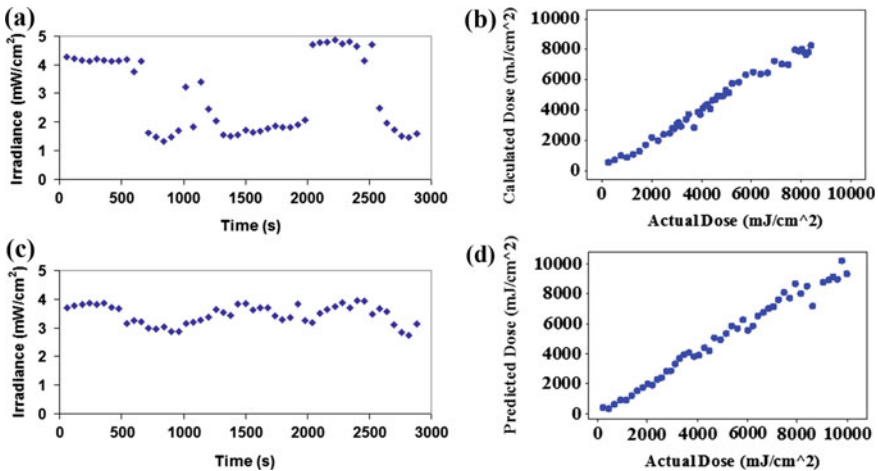 (a)
Irradiance (mW/cm²)
5
4
3
2
1
0
0 500 1000 1500 2000 2500 3000
Time (s)
(b)
Calculated Dose (mJ/cm^2)
10000
8000
6000
4000
2000
0
0 2000 4000 6000 8000 10000
Actual Dose (mJ/cm^2)
(c)
Irradiance (mW/cm²)
5
4
3
2
1
0
0 500 1000 1500 2000 2500 3000
Time (s)
(d)
Predicted Dose (mJ/cm^2)
10000
8000
6000
4000
2000
0
0 2000 4000 6000 8000 10000
Actual Dose (mJ/cm^2)